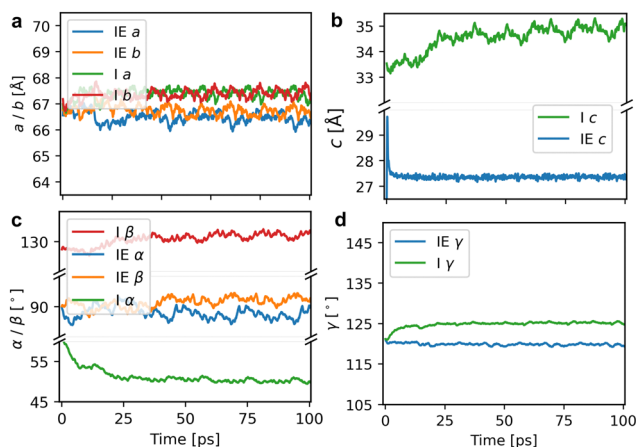 a
70
69
68
67
66
65
64
a / b [Å]
IE a
IE b
I a
I b
b
35
34
33
29
28
27
c [Å]
I c
IE c
c
130
90
55
45
α / β [°]
I β
IE α
IE β
I α
0 25 50 75 100
Time [ps]
d
145
135
125
115
105
γ [°]
IE γ
I γ
0 25 50 75 100
Time [ps]